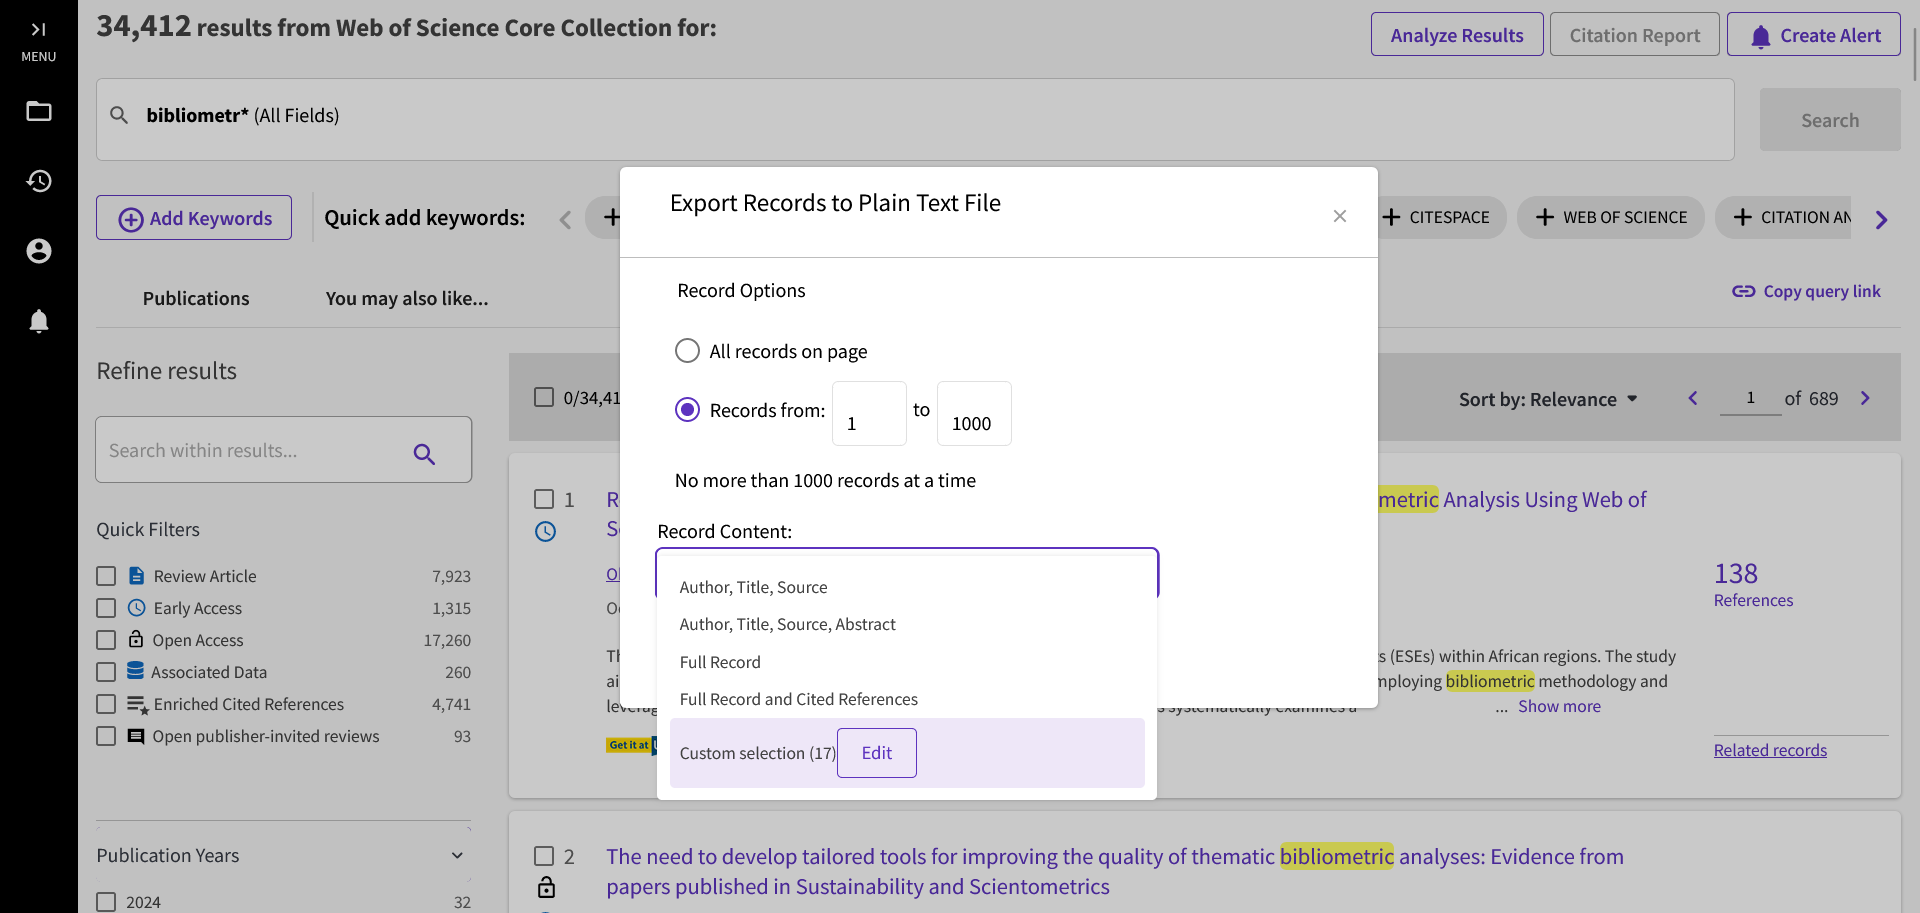 MENU
34,412 results from Web of Science Core Collection for:
Analyze Results
Citation Report
Create Alert
bibliometr* (All Fields)
Search
Add Keywords
Quick add keywords:
CITESPACE
WEB OF SCIENCE
CITATION AN
Publications
You may also like...
Copy query link
Refine results
Search within results...
Quick Filters
Review Article 7,923
Early Access 1,315
Open Access 17,260
Associated Data 260
Enriched Cited References 4,741
Open publisher-invited reviews 93
Publication Years
2024 32
0/34,41
Sort by: Relevance
1 of 689
Export Records to Plain Text File
Record Options
All records on page
Records from: 1 to 1000
No more than 1000 records at a time
Record Content:
Author, Title, Source
Author, Title, Source, Abstract
Full Record
Full Record and Cited References
Custom selection (17) Edit
1
metric Analysis Using Web of
138
References
s (ESEs) within African regions. The study
mploying bibliometric methodology and
systematically examines a
... Show more
Get it at
Related records
2 The need to develop tailored tools for improving the quality of thematic bibliometric analyses: Evidence from
papers published in Sustainability and Scientometrics